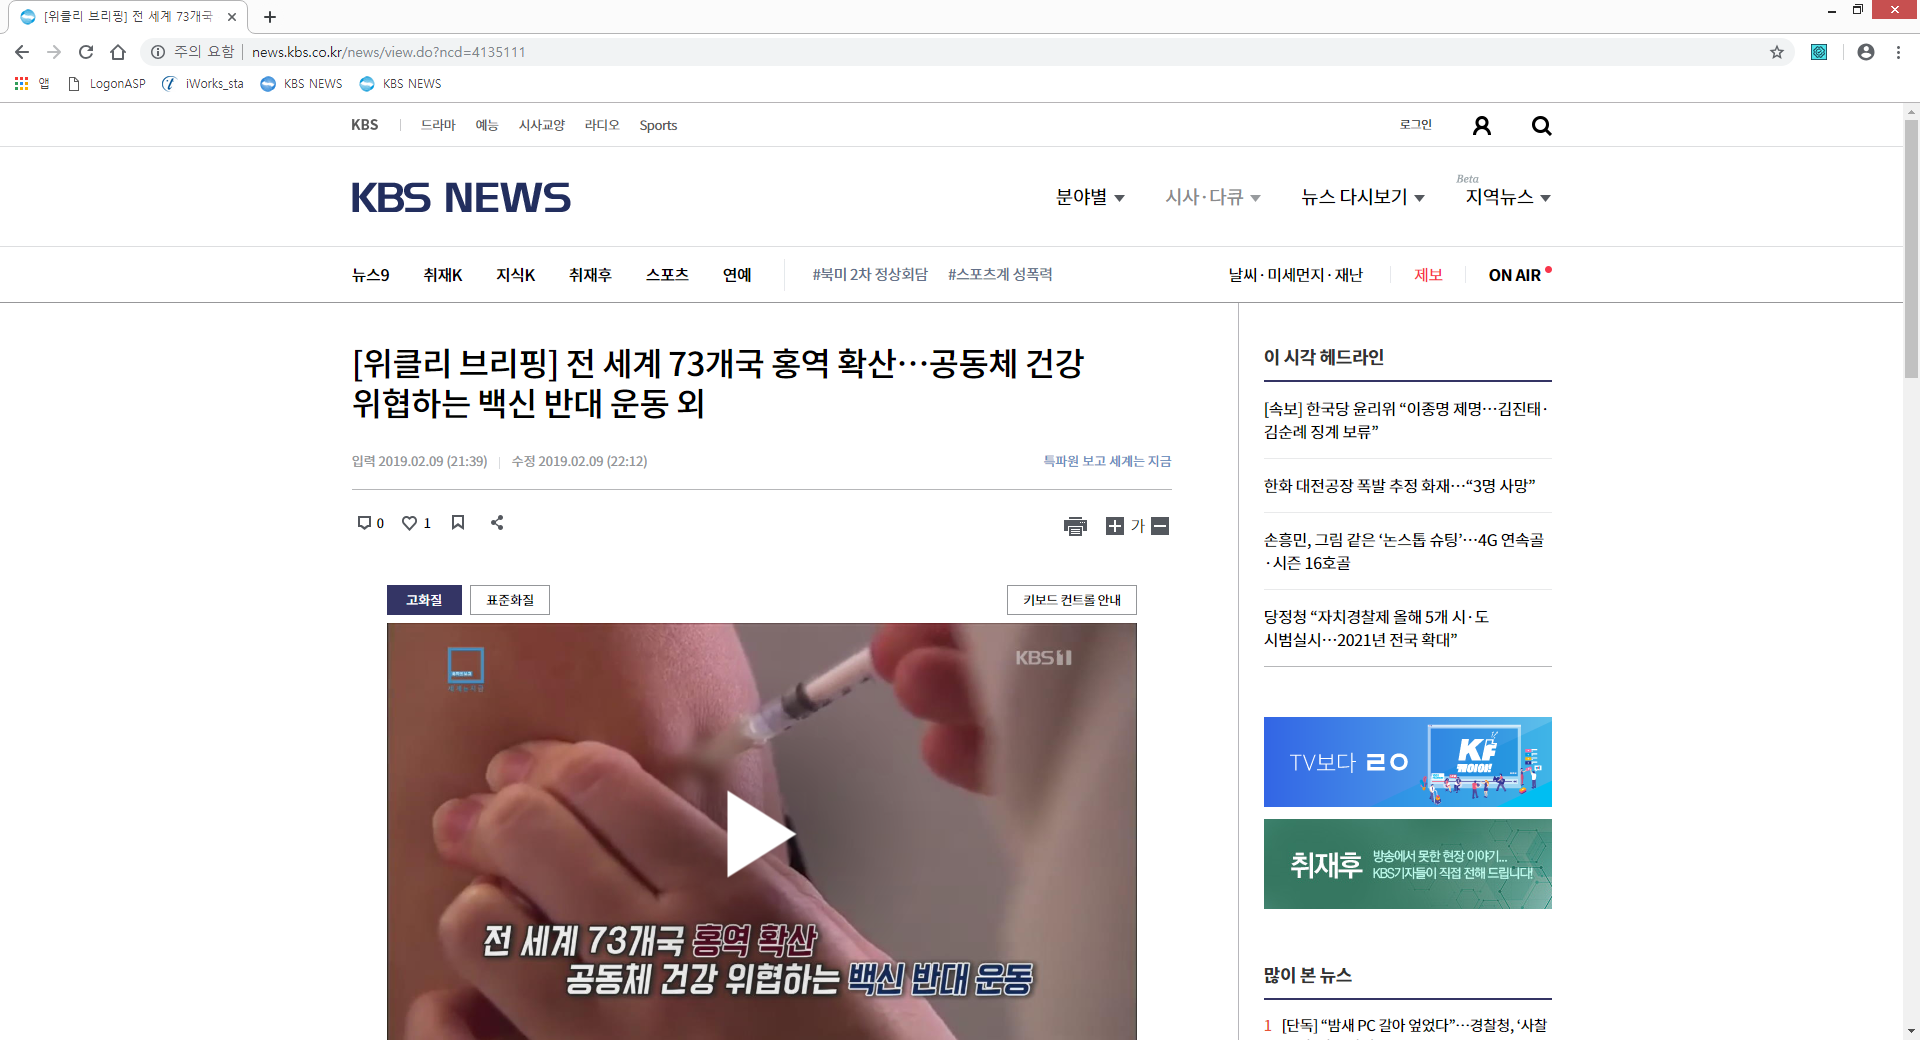 [위클리 브리핑] 전 세계 73개국
주의 요함 news.kbs.co.kr/news/view.do?ncd=4135111
앱 LogonASP iWorks_sta KBS NEWS KBS NEWS
KBS 드라마 예능 시사교양 라디오 Sports 로그인
KBS NEWS
분야별 시사·다큐 뉴스 다시보기 Beta 지역뉴스
뉴스9 취재K 지식K 취재후 스포츠 연예 #북미 2차 정상회담 #스포츠계 성폭력 날씨·미세먼지·재난 제보 ON AIR
[위클리 브리핑] 전 세계 73개국 홍역 확산…공동체 건강
위협하는 백신 반대 운동 외
입력 2019.02.09 (21:39) 수정 2019.02.09 (22:12) 특파원 보고 세계는 지금
0 1 가
고화질 표준화질 키보드 컨트롤 안내
세계는지금
KBS1
전 세계 73개국 홍역 확산
공동체 건강 위협하는 백신 반대 운동
이 시각 헤드라인
[속보] 한국당 윤리위 “이종명 제명…김진태·
김순례 징계 보류”
한화 대전공장 폭발 추정 화재…“3명 사망”
손흥민, 그림 같은 ‘논스톱 슈팅’…4G 연속골
·시즌 16호골
당정청 “자치경찰제 올해 5개 시·도
시범실시…2021년 전국 확대”
TV보다 ㄹㅇ
케이야!
취재후
방송에서 못한 현장 이야기...
KBS기자들이 직접 전해 드립니다!
많이 본 뉴스
1 [단독] “밤새 PC 갈아 엎었다”…경찰청, ‘사찰